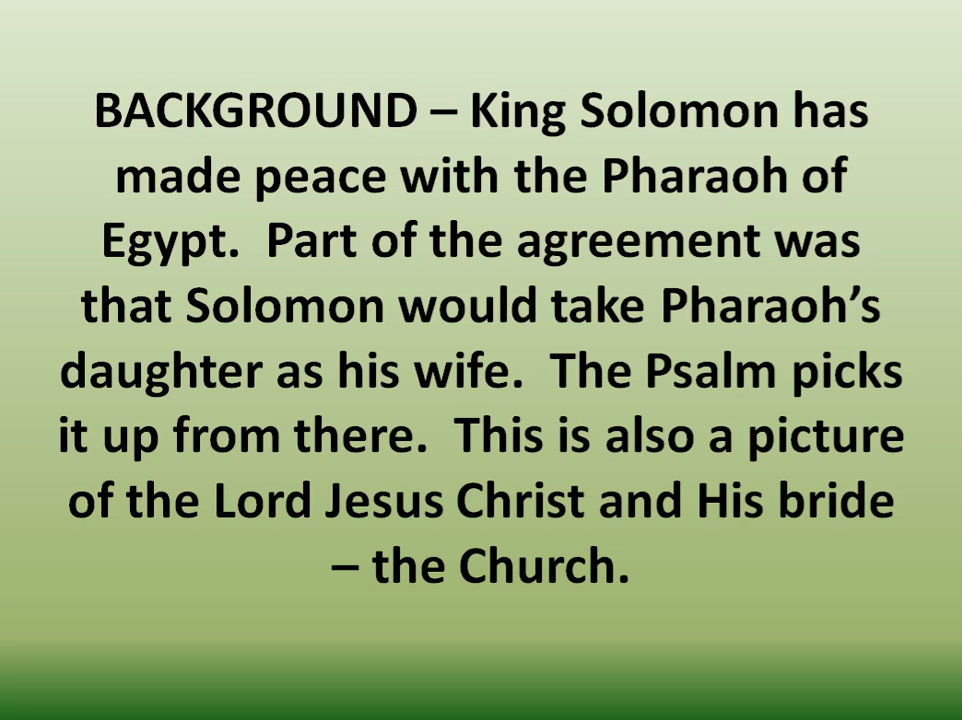 BACKGROUND – King Solomon has
made peace with the Pharaoh of
Egypt.  Part of the agreement was
that Solomon would take Pharaoh’s
daughter as his wife.  The Psalm picks
it up from there.  This is also a picture
of the Lord Jesus Christ and His bride
– the Church.